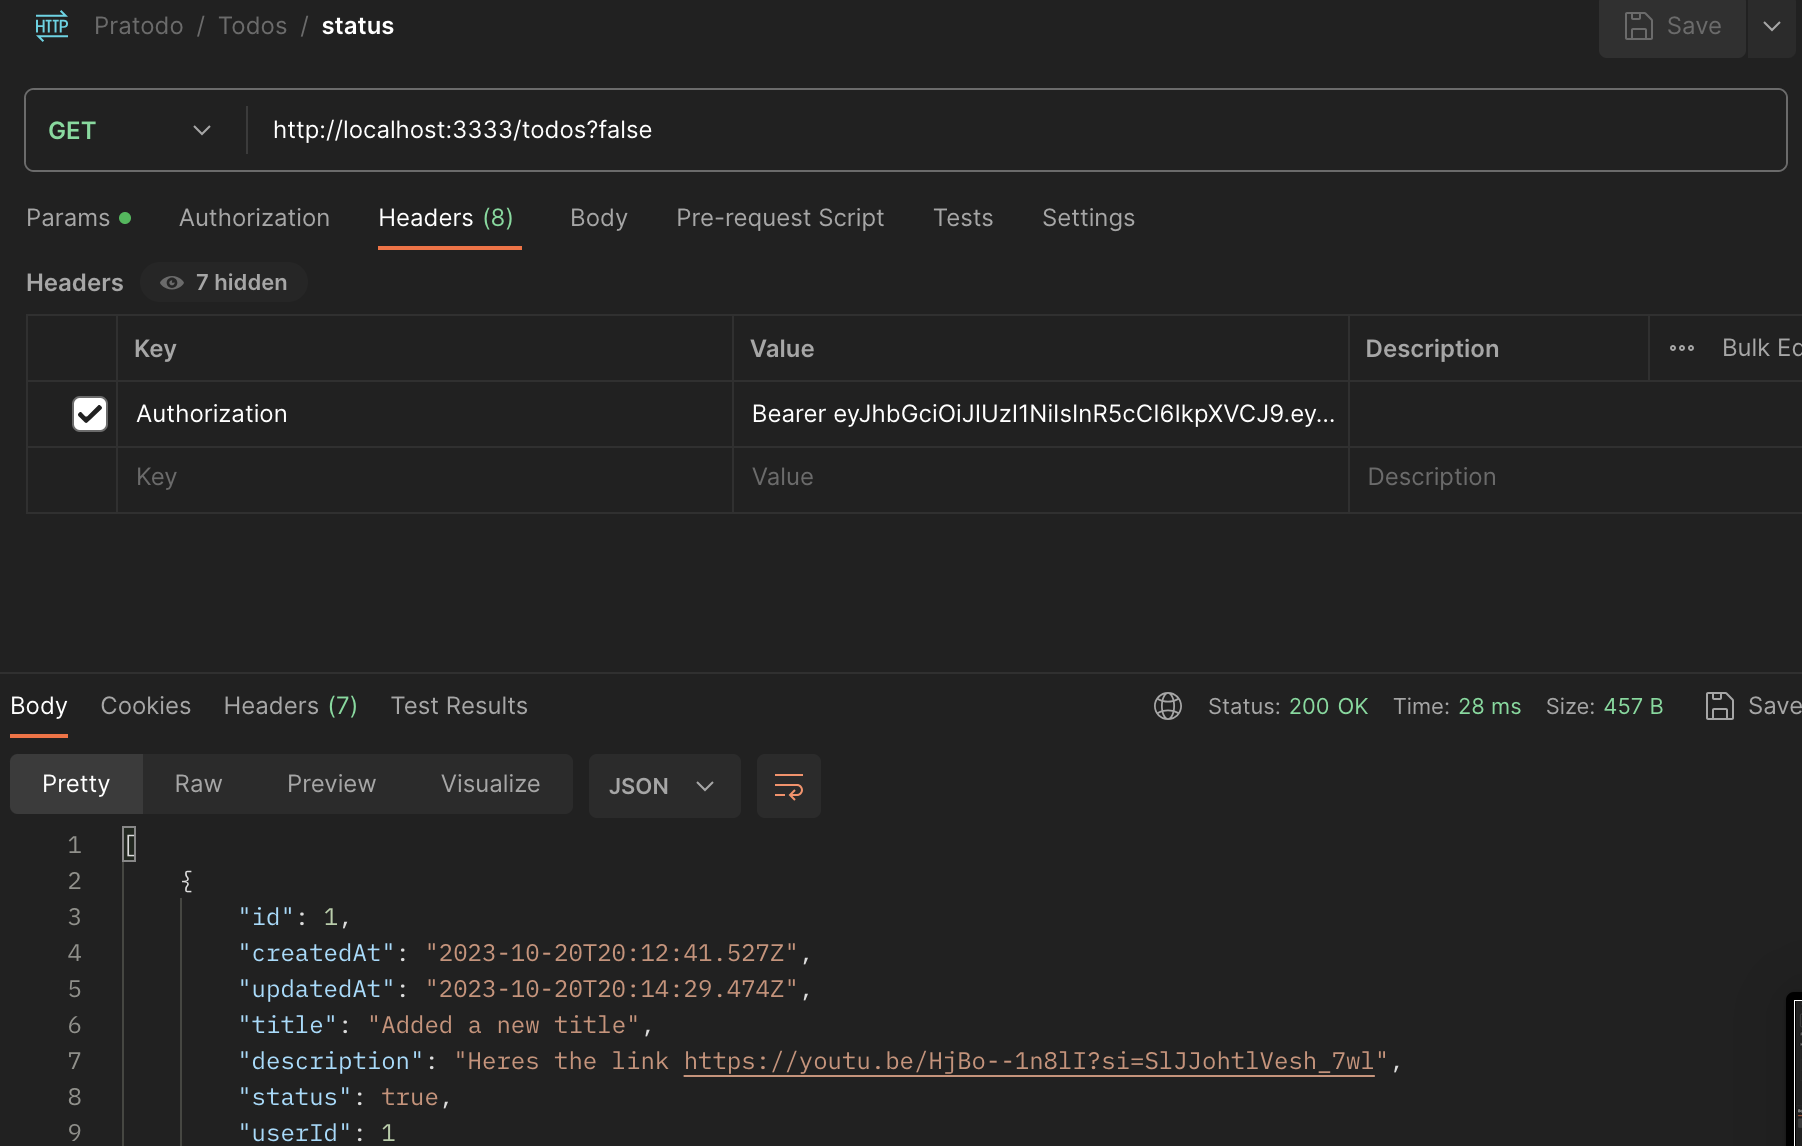 HTTP Pratodo / Todos / status Save
GET http://localhost:3333/todos?false
Params Authorization Headers (8) Body Pre-request Script Tests Settings
Headers 7 hidden
Key Value Description Bulk Ed
Authorization Bearer eyJhbGciOiJIUzI1NiIsInR5cCI6IkpXVCJ9.ey...
Key Value Description
Body Cookies Headers (7) Test Results Status: 200 OK Time: 28 ms Size: 457 B Save
Pretty Raw Preview Visualize JSON
1 [
2 {
3 "id": 1,
4 "createdAt": "2023-10-20T20:12:41.527Z",
5 "updatedAt": "2023-10-20T20:14:29.474Z",
6 "title": "Added a new title",
7 "description": "Heres the link https://youtu.be/HjBo--1n8lI?si=SlJJohtlVesh_7wl",
8 "status": true,
9 "userId": 1